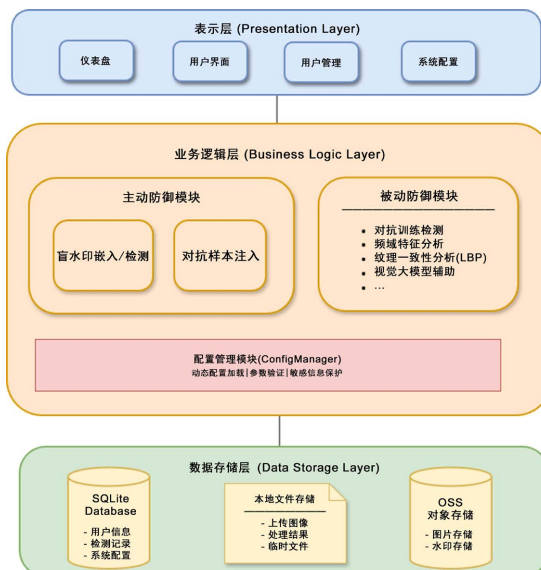 表示层 (Presentation Layer)
仪表盘
用户界面
用户管理
系统配置
业务逻辑层 (Business Logic Layer)
主动防御模块
盲水印嵌入/检测
对抗样本注入
被动防御模块
对抗训练检测
频域特征分析
纹理一致性分析(LBP)
视觉大模型辅助
...
配置管理模块(ConfigManager)
动态配置加载|参数验证|敏感信息保护
数据存储层 (Data Storage Layer)
SQLite
Database
- 用户信息
- 检测记录
- 系统配置
本地文件存储
- 上传图像
- 处理结果
- 临时文件
OSS
对象存储
- 图片存储
- 水印存储